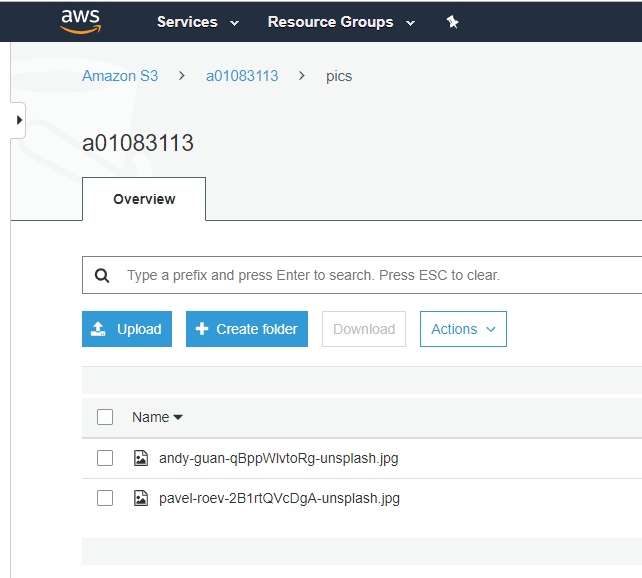 aws Services Resource Groups
Amazon S3 > a01083113 > pics
a01083113
Overview
Type a prefix and press Enter to search. Press ESC to clear.
Upload Create folder Download Actions
Name
andy-guan-qBppWlvtoRg-unsplash.jpg
pavel-roev-2B1rtQVcDgA-unsplash.jpg